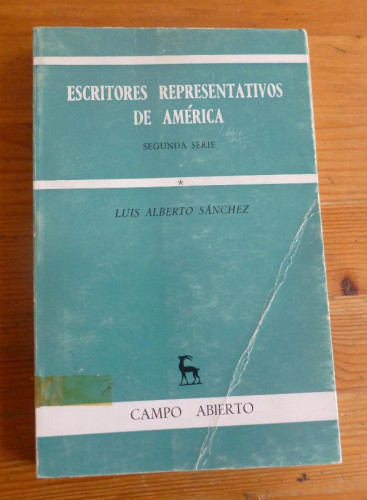 ESCRITORES REPRESENTATIVOS
DE AMÉRICA
SEGUNDA SERIE
*
LUIS ALBERTO SÁNCHEZ
CAMPO ABIERTO